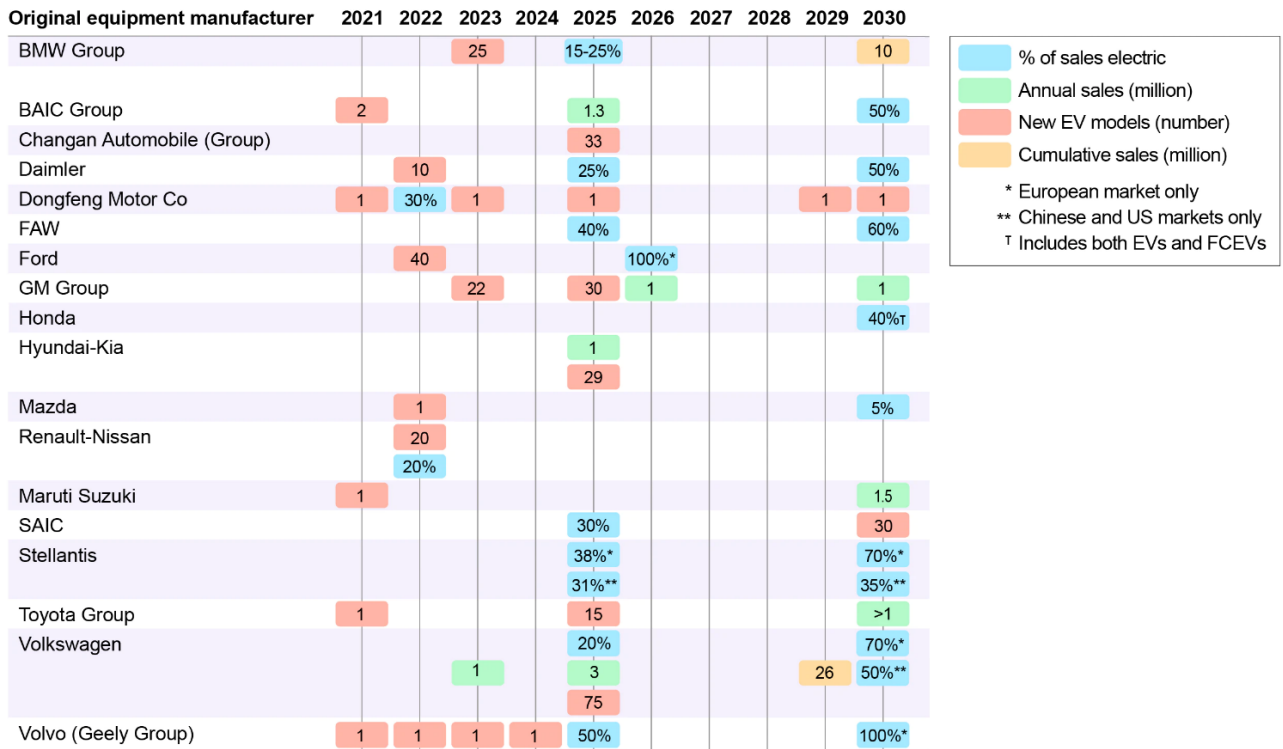 Original equipment manufacturer 2021 2022 2023 2024 2025 2026 2027 2028 2029 2030
BMW Group 25 15-25% 10
BAIC Group 2 1.3 50%
Changan Automobile (Group) 33
Daimler 10 25% 50%
Dongfeng Motor Co 1 30% 1 1 1 1
FAW 40% 60%
Ford 40 100%*
GM Group 22 30 1 1
Honda 40%ᵀ
Hyundai-Kia 1
29
Mazda 1 5%
Renault-Nissan 20
20%
Maruti Suzuki 1 1.5
SAIC 30% 30
Stellantis 38%* 70%*
31%** 35%**
Toyota Group 1 15 >1
Volkswagen 20% 70%*
1 3 26 50%**
75
Volvo (Geely Group) 1 1 1 1 50% 100%*
% of sales electric
Annual sales (million)
New EV models (number)
Cumulative sales (million)
* European market only
** Chinese and US markets only
ᵀ Includes both EVs and FCEVs